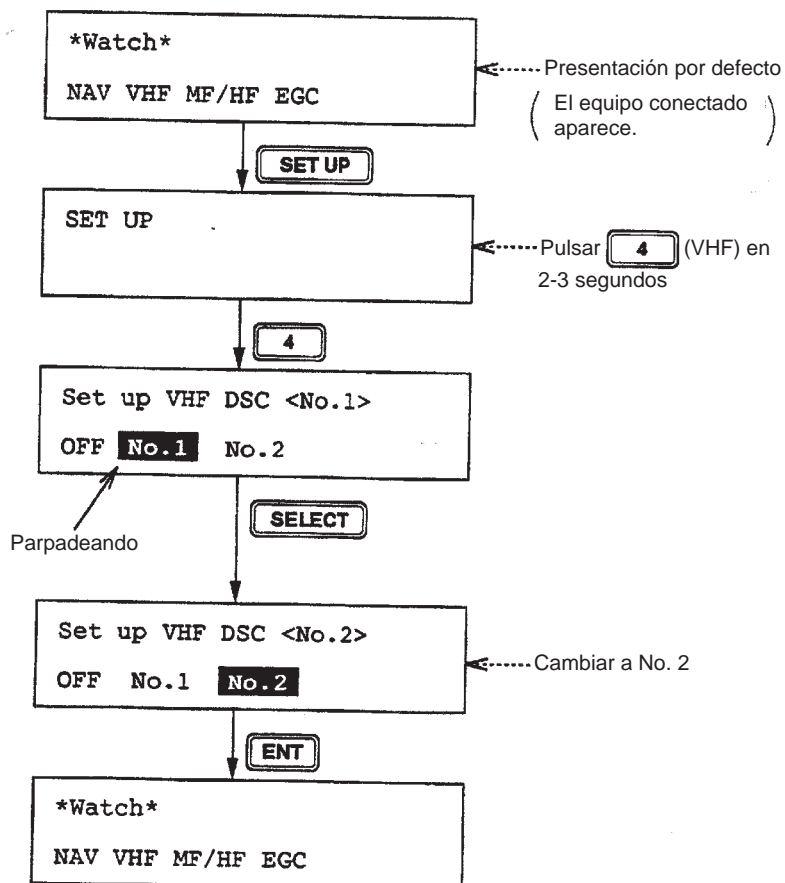 *Watch*
NAV VHF MF/HF EGC
Presentación por defecto
( El equipo conectado
aparece. )
SET UP
SET UP
Pulsar 4 (VHF) en
2-3 segundos
4
Set up VHF DSC <No.1>
OFF No.1 No.2
Parpadeando
SELECT
Set up VHF DSC <No.2>
OFF No.1 No.2
Cambiar a No. 2
ENT
*Watch*
NAV VHF MF/HF EGC